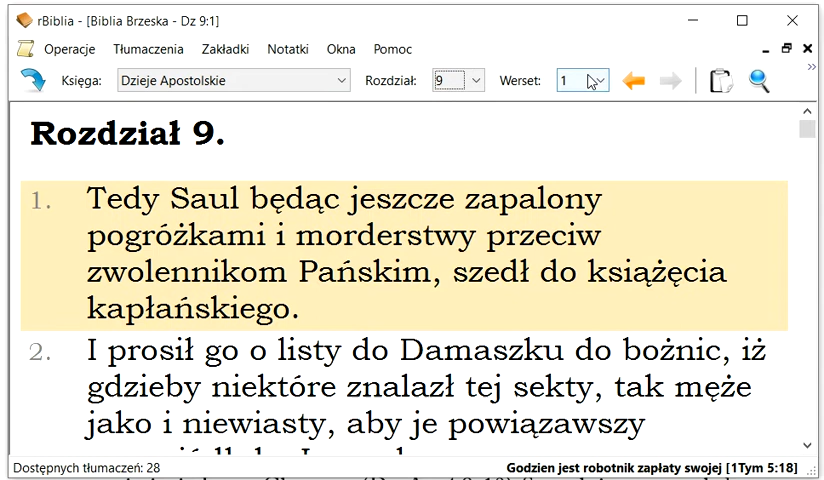 rBiblia - [Biblia Brzeska - Dz 9:1]
Operacje Tłumaczenia Zakładki Notatki Okna Pomoc
Księga: Dzieje Apostolskie Rozdział: 9 Werset: 1
Rozdział 9.
1. Tedy Saul będąc jeszcze zapalony
pogróżkami i morderstwy przeciw
zwolennikom Pańskim, szedł do książęcia
kapłańskiego.
2. I prosił go o listy do Damaszku do bożnic, iż
gdzieby niektóre znalazł tej sekty, tak męże
jako i niewiasty, aby je powiązawszy
Dostępnych tłumaczeń: 28 Godzien jest robotnik zapłaty swojej [1Tym 5:18]